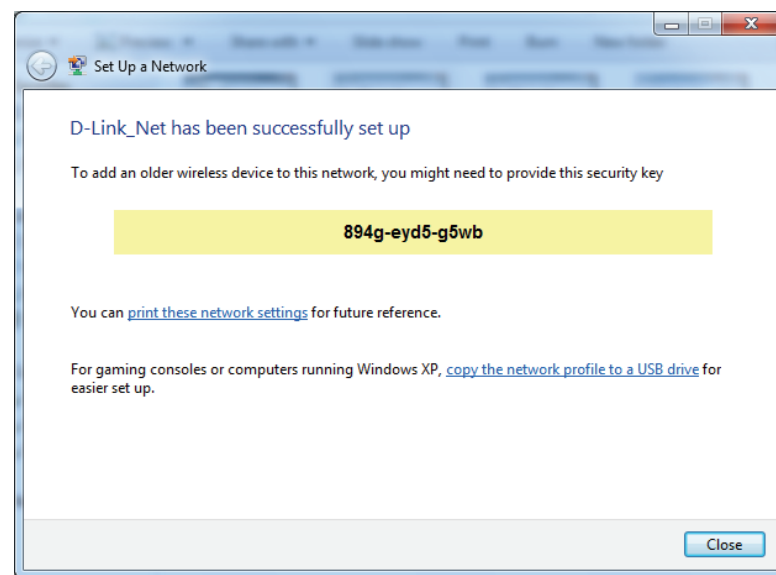 Set Up a Network
D-Link_Net has been successfully set up
To add an older wireless device to this network, you might need to provide this security key
894g-eyd5-g5wb
You can print these network settings for future reference.
For gaming consoles or computers running Windows XP, copy the network profile to a USB drive for
easier set up.
Close